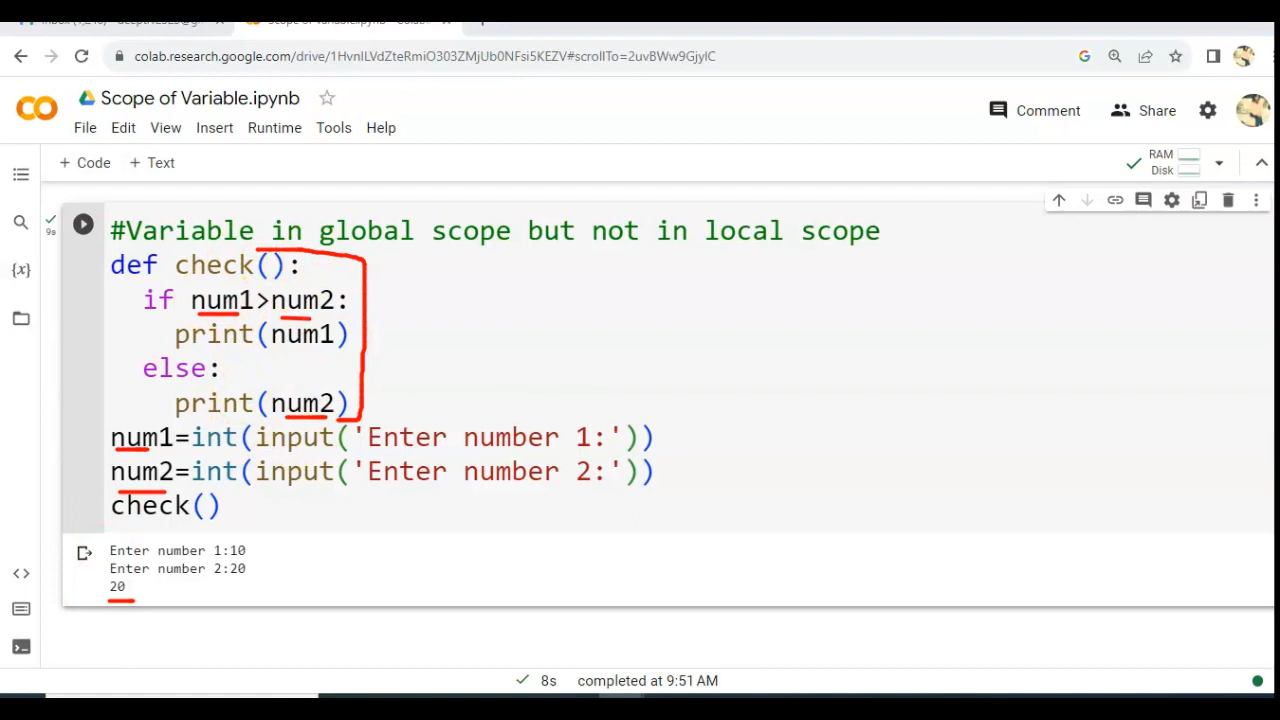 colab.research.google.com/drive/1HvnILVdZteRmiO303ZMjUb0NFsi5KEZV#scrollTo=2uvBWw9GjylC
Scope of Variable.ipynb
Comment
Share
File Edit View Insert Runtime Tools Help
+ Code + Text
RAM
Disk
9s
#Variable in global scope but not in local scope
def check():
if num1>num2:
print(num1)
else:
print(num2)
num1=int(input('Enter number 1:'))
num2=int(input('Enter number 2:'))
check()
Enter number 1:10
Enter number 2:20
20
{x}
8s completed at 9:51 AM